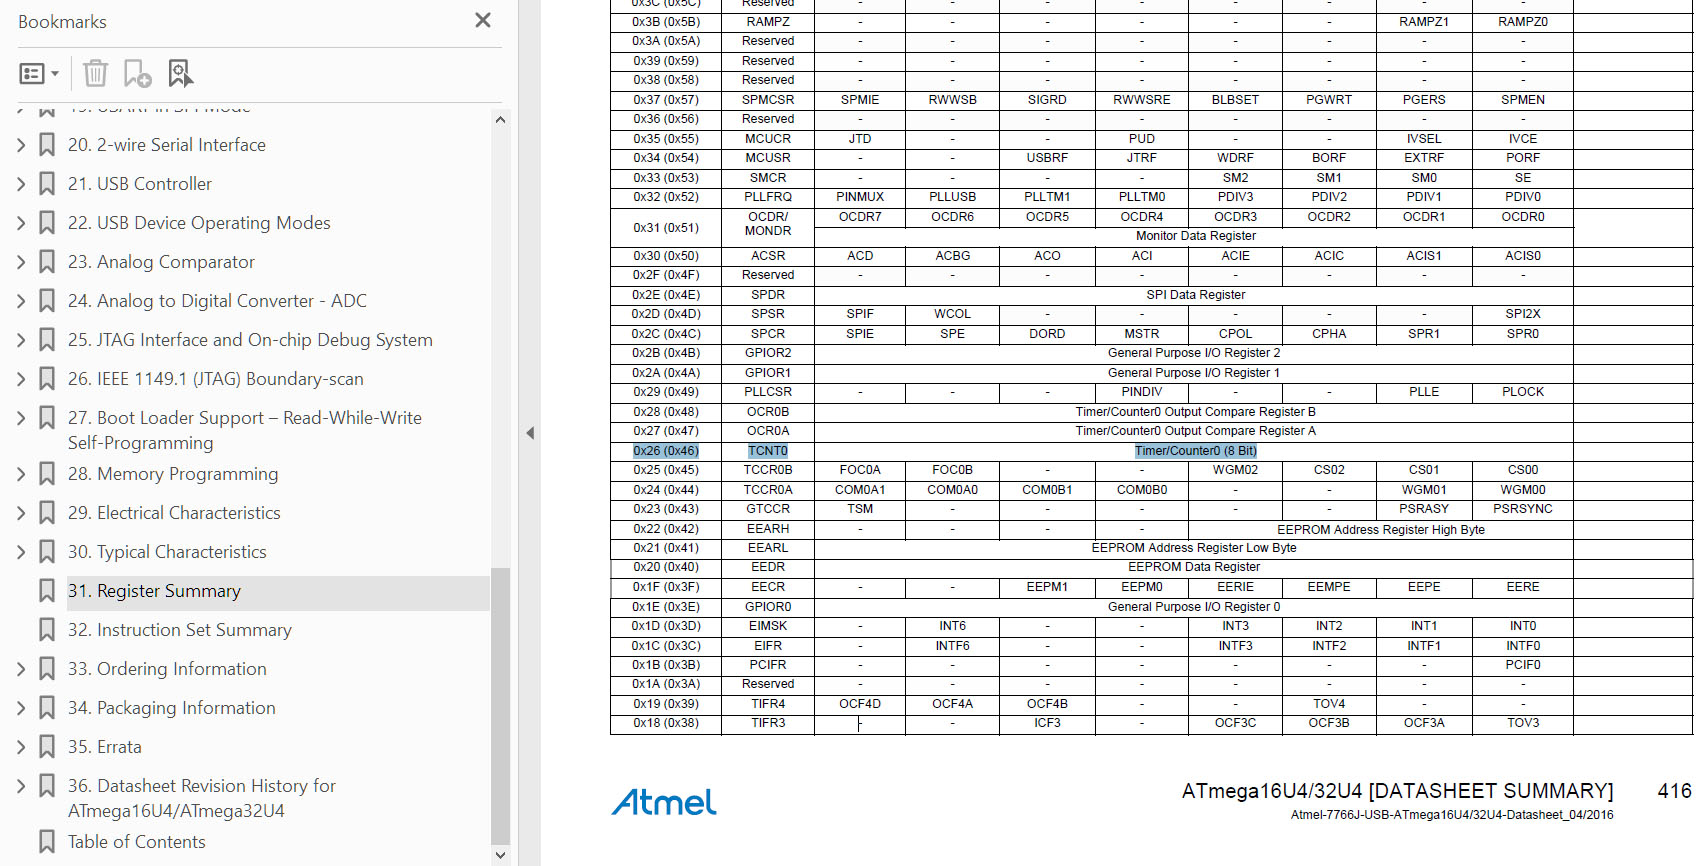 Bookmarks
20. 2-wire Serial Interface
21. USB Controller
22. USB Device Operating Modes
23. Analog Comparator
24. Analog to Digital Converter - ADC
25. JTAG Interface and On-chip Debug System
26. IEEE 1149.1 (JTAG) Boundary-scan
27. Boot Loader Support – Read-While-Write
Self-Programming
28. Memory Programming
29. Electrical Characteristics
30. Typical Characteristics
31. Register Summary
32. Instruction Set Summary
33. Ordering Information
34. Packaging Information
35. Errata
36. Datasheet Revision History for
ATmega16U4/ATmega32U4
Table of Contents
0x3C (0x5C) Reserved - - - - - - - -
0x3B (0x5B) RAMPZ - - - - - - RAMPZ1 RAMPZ0
0x3A (0x5A) Reserved - - - - - - - -
0x39 (0x59) Reserved - - - - - - - -
0x38 (0x58) Reserved - - - - - - - -
0x37 (0x57) SPMCSR SPMIE RWWSB SIGRD RWWSRE BLBSET PGWRT PGERS SPMEN
0x36 (0x56) Reserved - - - - - - - -
0x35 (0x55) MCUCR JTD - - PUD - - IVSEL IVCE
0x34 (0x54) MCUSR - - USBRF JTRF WDRF BORF EXTRF PORF
0x33 (0x53) SMCR - - - - SM2 SM1 SM0 SE
0x32 (0x52) PLLFRQ PINMUX PLLUSB PLLTM1 PLLTM0 PDIV3 PDIV2 PDIV1 PDIV0
0x31 (0x51) OCDR/ MONDR OCDR7 OCDR6 OCDR5 OCDR4 OCDR3 OCDR2 OCDR1 OCDR0
Monitor Data Register
0x30 (0x50) ACSR ACD ACBG ACO ACI ACIE ACIC ACIS1 ACIS0
0x2F (0x4F) Reserved - - - - - - - -
0x2E (0x4E) SPDR SPI Data Register
0x2D (0x4D) SPSR SPIF WCOL - - - - - SPI2X
0x2C (0x4C) SPCR SPIE SPE DORD MSTR CPOL CPHA SPR1 SPR0
0x2B (0x4B) GPIOR2 General Purpose I/O Register 2
0x2A (0x4A) GPIOR1 General Purpose I/O Register 1
0x29 (0x49) PLLCSR - - - PINDIV - - PLLE PLOCK
0x28 (0x48) OCR0B Timer/Counter0 Output Compare Register B
0x27 (0x47) OCR0A Timer/Counter0 Output Compare Register A
0x26 (0x46) TCNT0 Timer/Counter0 (8 Bit)
0x25 (0x45) TCCR0B FOC0A FOC0B - - WGM02 CS02 CS01 CS00
0x24 (0x44) TCCR0A COM0A1 COM0A0 COM0B1 COM0B0 - - WGM01 WGM00
0x23 (0x43) GTCCR TSM - - - - - PSRASY PSRSYNC
0x22 (0x42) EEARH - - - - EEPROM Address Register High Byte
0x21 (0x41) EEARL EEPROM Address Register Low Byte
0x20 (0x40) EEDR EEPROM Data Register
0x1F (0x3F) EECR - - EEPM1 EEPM0 EERIE EEMPE EEPE EERE
0x1E (0x3E) GPIOR0 General Purpose I/O Register 0
0x1D (0x3D) EIMSK - INT6 - - INT3 INT2 INT1 INT0
0x1C (0x3C) EIFR - INTF6 - - INTF3 INTF2 INTF1 INTF0
0x1B (0x3B) PCIFR - - - - - - - PCIF0
0x1A (0x3A) Reserved - - - - - - - -
0x19 (0x39) TIFR4 OCF4D OCF4A OCF4B - - TOV4 - -
0x18 (0x38) TIFR3 - - ICF3 - OCF3C OCF3B OCF3A TOV3
Atmel
ATmega16U4/32U4 [DATASHEET SUMMARY] 416
Atmel-7766J-USB-ATmega16U4/32U4-Datasheet_04/2016